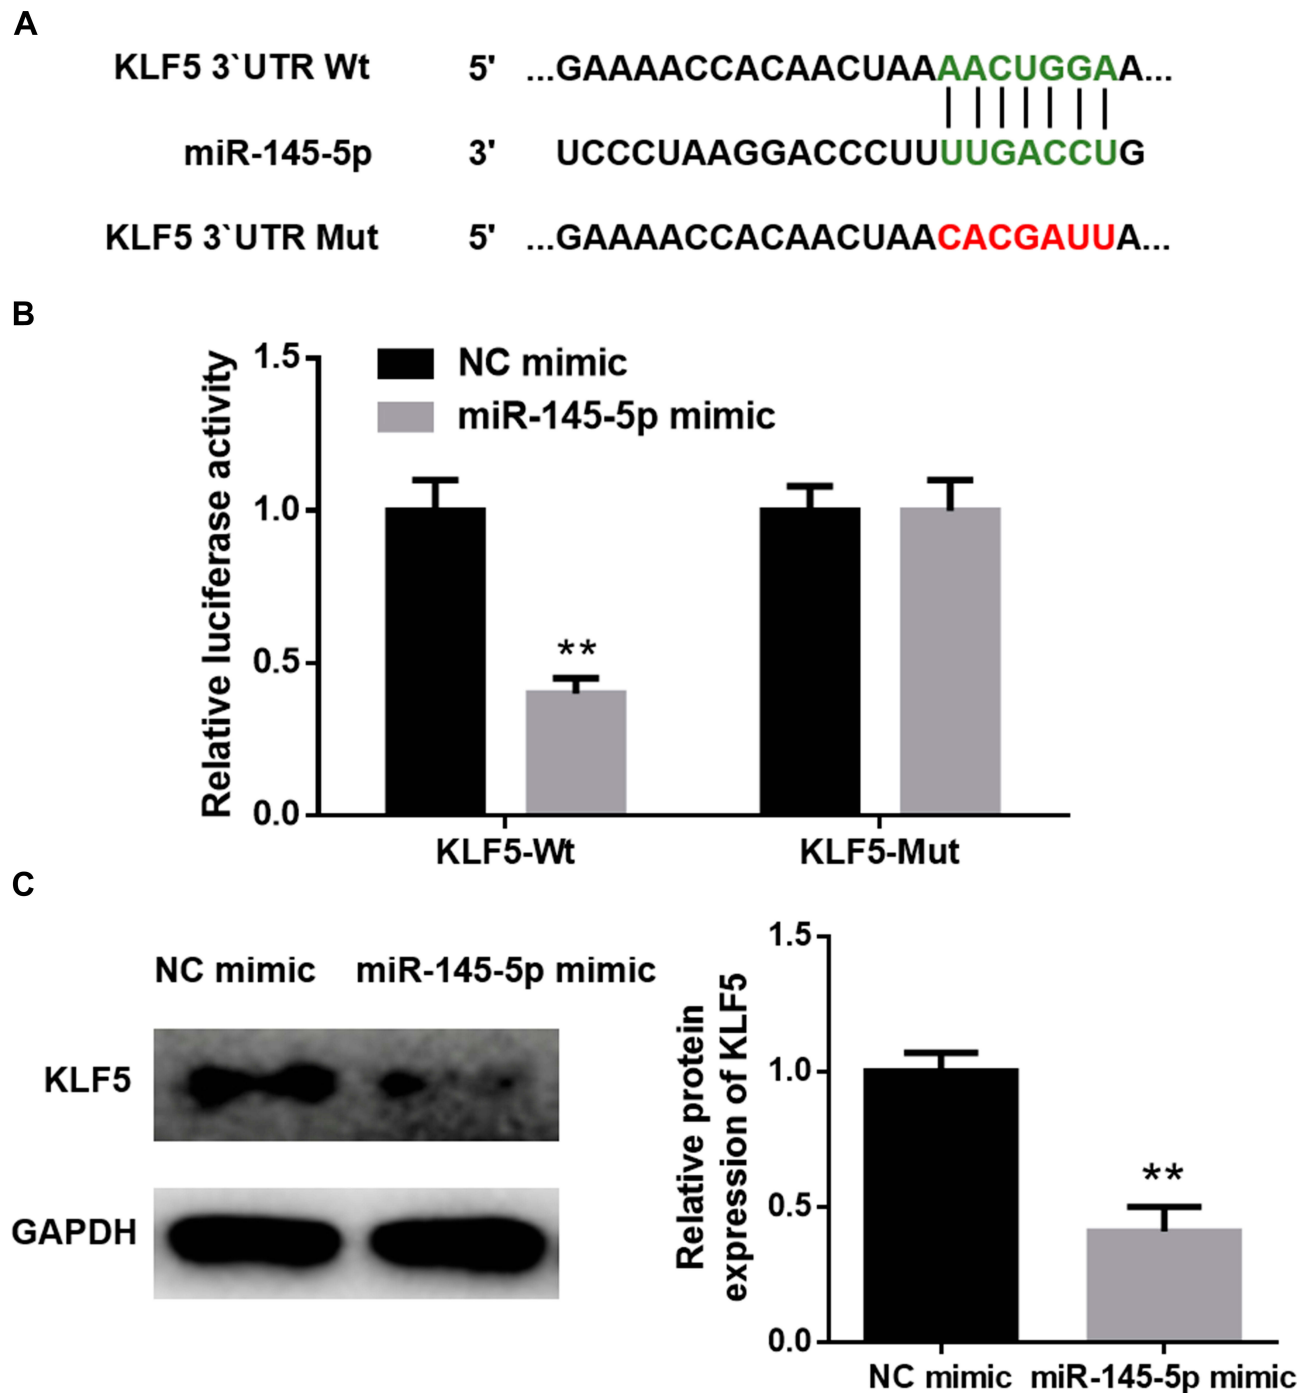 A
KLF5 3`UTR Wt 5' ...GAAAACCACAACUAAAACUGGAA...
miR-145-5p 3' UCCCUAAGGACCCUUUUGACCUG
KLF5 3`UTR Mut 5' ...GAAAACCACAACUAACACGAUUA...
B
Relative luciferase activity
1.5
1.0
0.5
0.0
NC mimic
miR-145-5p mimic
**
KLF5-Wt KLF5-Mut
C
NC mimic miR-145-5p mimic
KLF5
GAPDH
Relative protein
expression of KLF5
1.5
1.0
0.5
0.0
**
NC mimic miR-145-5p mimic